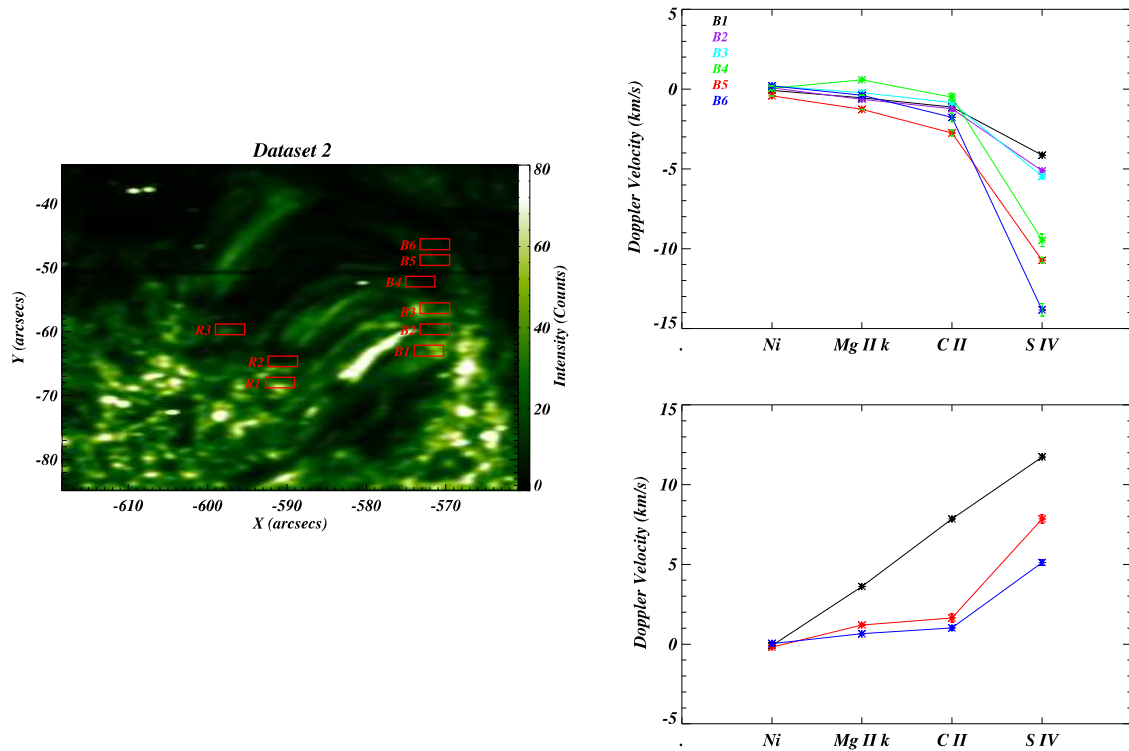 Dataset 2
Y (arcsecs)
-40
-50
-60
-70
-80
-610
-600
-590
-580
-570
X (arcsecs)
B6
B5
B4
B3
B2
B1
R3
R2
R1
80
60
40
20
0
Intensity (Counts)
Doppler Velocity (km/s)
5
0
-5
-10
-15
B1
B2
B3
B4
B5
B6
. Ni Mg II k C II S IV
Doppler Velocity (km/s)
15
10
5
0
-5
. Ni Mg II k C II S IV